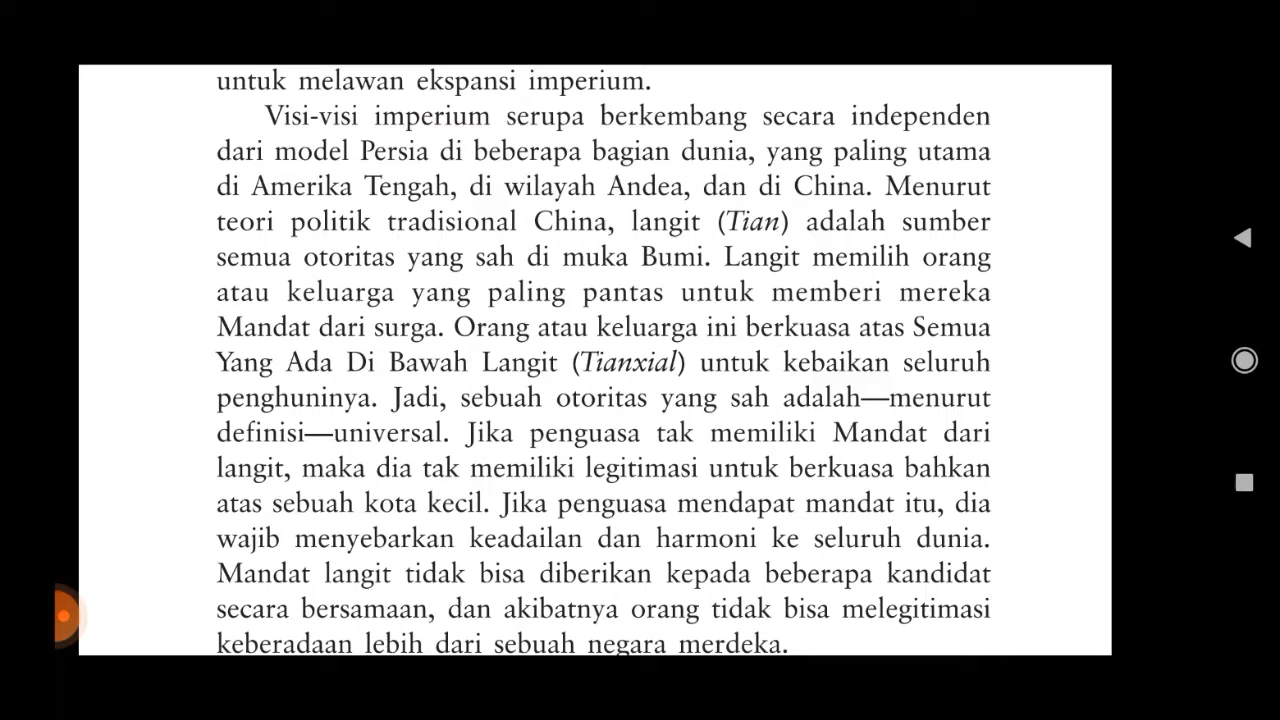 untuk melawan ekspansi imperium.
Visi-visi imperium serupa berkembang secara independen
dari model Persia di beberapa bagian dunia, yang paling utama
di Amerika Tengah, di wilayah Andea, dan di China. Menurut
teori politik tradisional China, langit (Tian) adalah sumber
semua otoritas yang sah di muka Bumi. Langit memilih orang
atau keluarga yang paling pantas untuk memberi mereka
Mandat dari surga. Orang atau keluarga ini berkuasa atas Semua
Yang Ada Di Bawah Langit (Tianxial) untuk kebaikan seluruh
penghuninya. Jadi, sebuah otoritas yang sah adalah—menurut
definisi—universal. Jika penguasa tak memiliki Mandat dari
langit, maka dia tak memiliki legitimasi untuk berkuasa bahkan
atas sebuah kota kecil. Jika penguasa mendapat mandat itu, dia
wajib menyebarkan keadailan dan harmoni ke seluruh dunia.
Mandat langit tidak bisa diberikan kepada beberapa kandidat
secara bersamaan, dan akibatnya orang tidak bisa melegitimasi
keberadaan lebih dari sebuah negara merdeka.